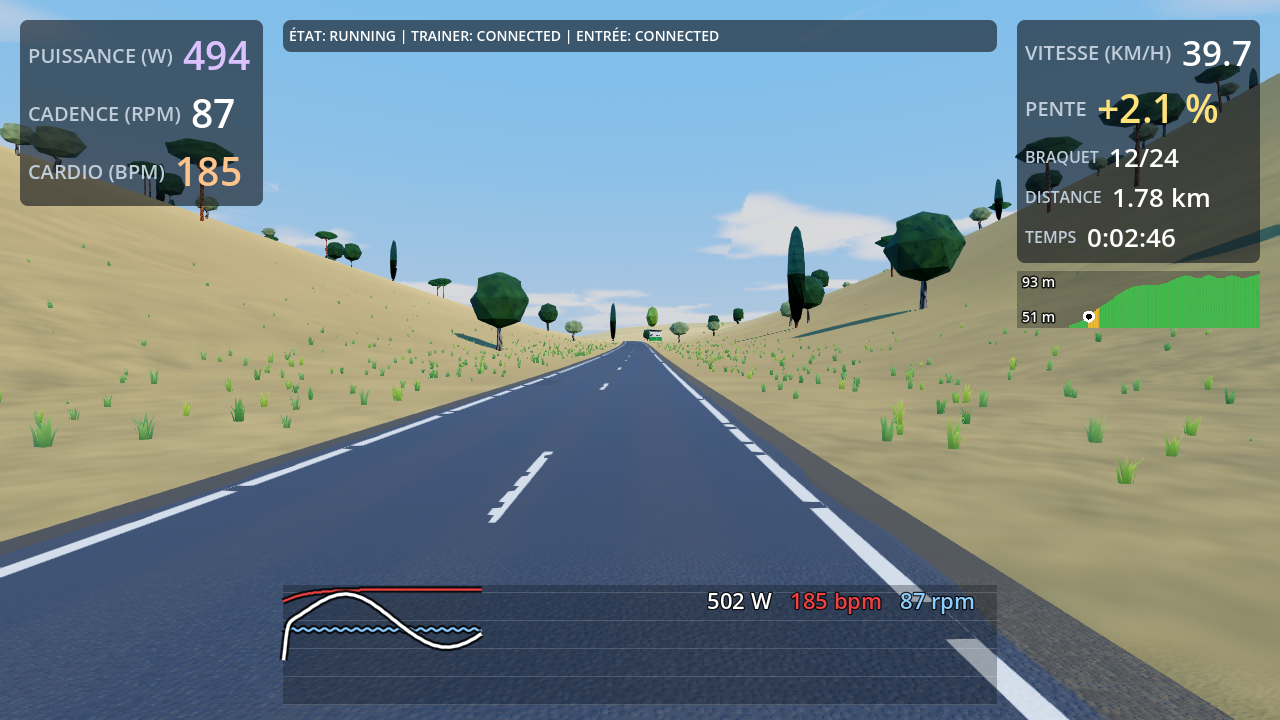 PUISSANCE (W) 494
CADENCE (RPM) 87
CARDIO (BPM) 185
ÉTAT: RUNNING | TRAINER: CONNECTED | ENTRÉE: CONNECTED
VITESSE (KM/H) 39.7
PENTE +2.1 %
BRAQUET 12/24
DISTANCE 1.78 km
TEMPS 0:02:46
93 m
51 m
502 W 185 bpm 87 rpm